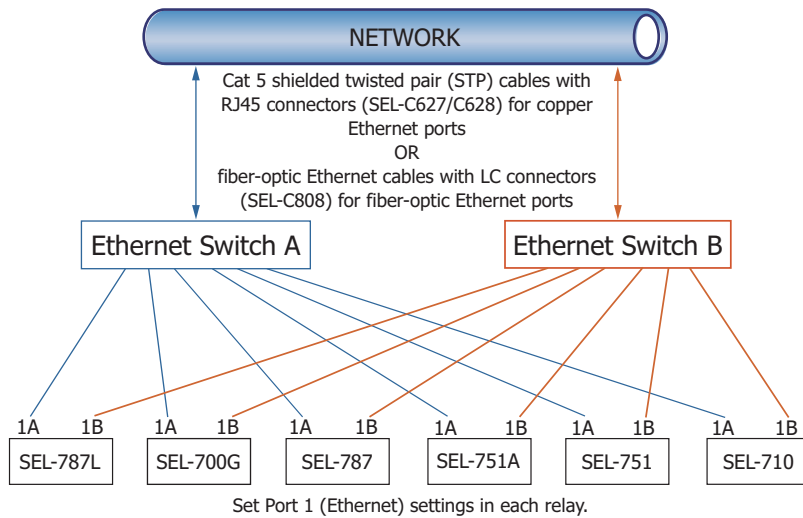 NETWORK
Cat 5 shielded twisted pair (STP) cables with
RJ45 connectors (SEL-C627/C628) for copper
Ethernet ports
OR
fiber-optic Ethernet cables with LC connectors
(SEL-C808) for fiber-optic Ethernet ports
Ethernet Switch A
Ethernet Switch B
1A 1B 1A 1B 1A 1B 1A 1B 1A 1B 1A 1B
SEL-787L SEL-700G SEL-787 SEL-751A SEL-751 SEL-710
Set Port 1 (Ethernet) settings in each relay.